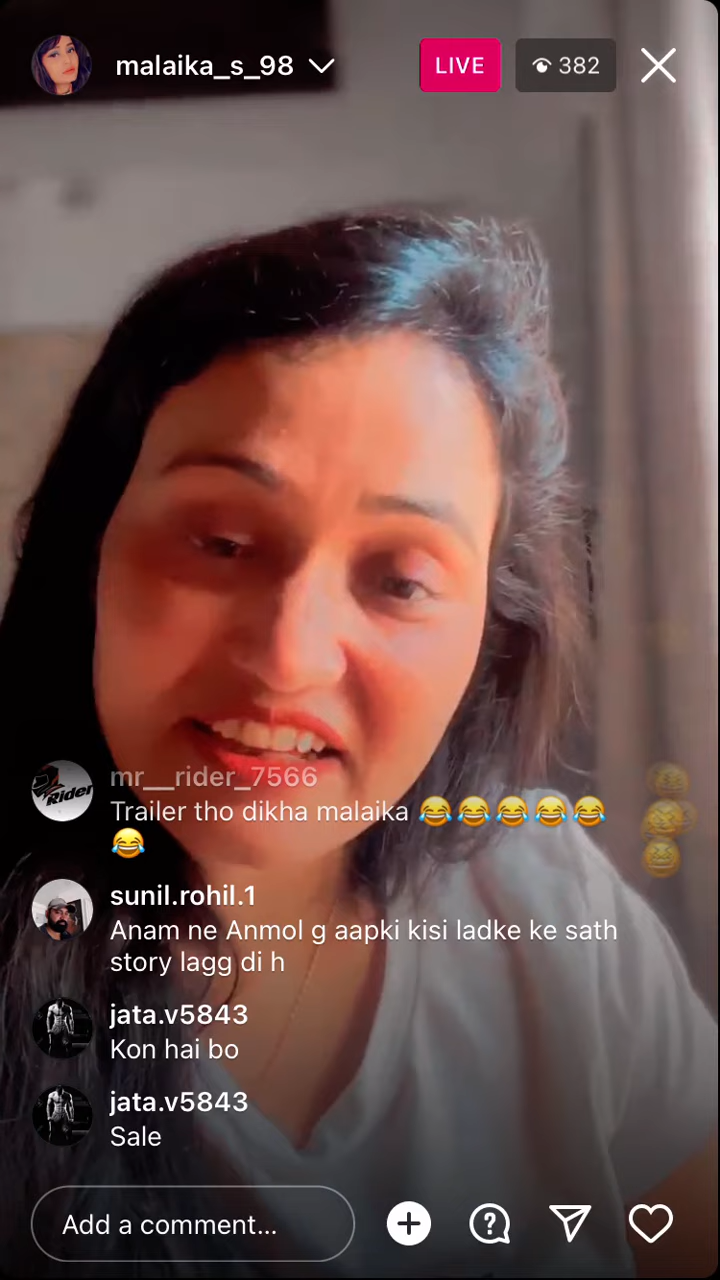 malaika_s_98
LIVE
382
Rider
mr__rider_7566
Trailer tho dikha malaika 😂😂😂😂😂
😂
sunil.rohil.1
Anam ne Anmol g aapki kisi ladke ke sath
story lagg di h
jata.v5843
Kon hai bo
jata.v5843
Sale
Add a comment...